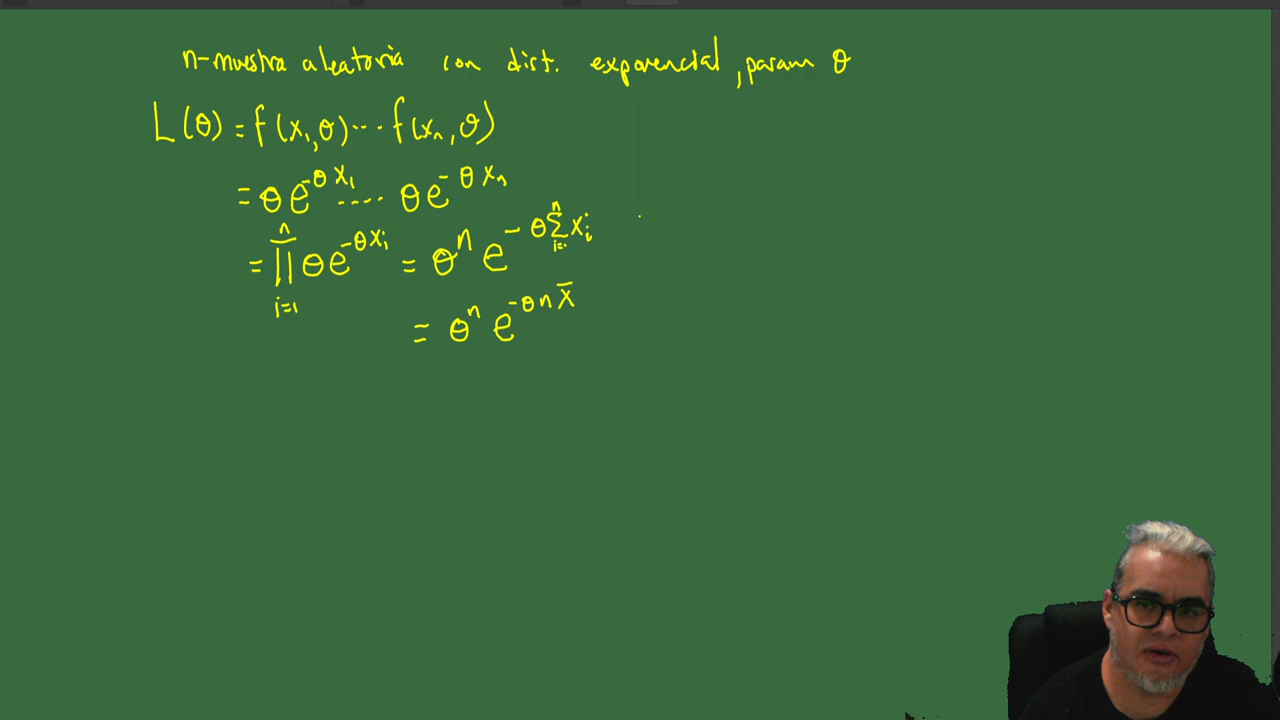 n-muestra aleatoria con dist. exponencial, param θ
L(θ) = f(x₁,θ)⋯f(xₙ,θ)
= θe^{-θx₁} ⋯⋅ θe^{-θxₙ}
= ∏_{i=1}^{n} θe^{-θxᵢ} = θⁿ e^{-θ∑_{i=1}^{n} xᵢ}
= θⁿ e^{-θn x̄}